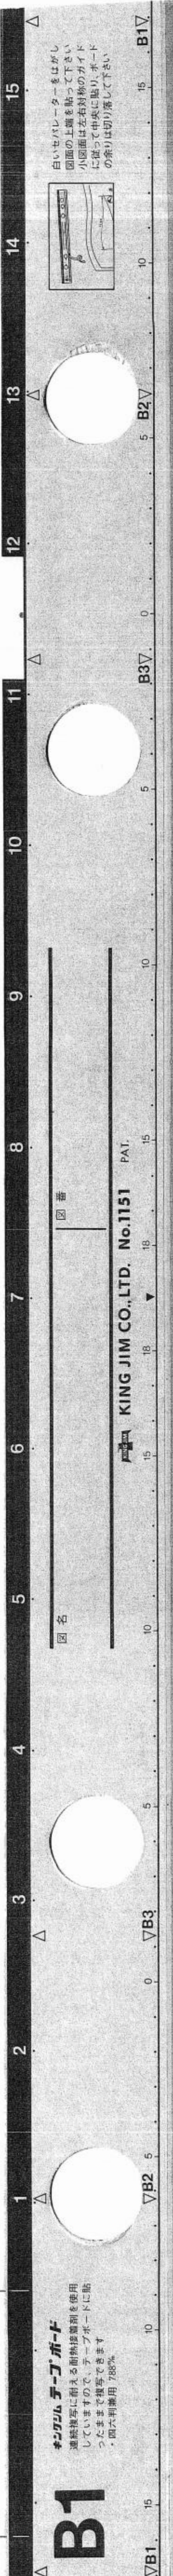 B1
キングジム テープボード
連続複写に耐える耐熱接着剤を使用
していますので、テープボードに貼
ったままで複写できます
・四六判兼用 788%
図名
図番
KING JIM CO.,LTD. No.1151 PAT.
白いセパレーターをはがし
図面の上端を貼って下さい
小図面は左右対称のガイド
に従って中央に貼り、ボード
の余りは切り落して下さい
1 2 3 4 5 6 7 8 9 10 11 12 13 14 15
▽B1 15 10 ▽B2 5 0 ▽B3 5 10 15 18 ▼ 18 15 10 5 B3▽ 0 5 B2▽ 10 15 B1▽